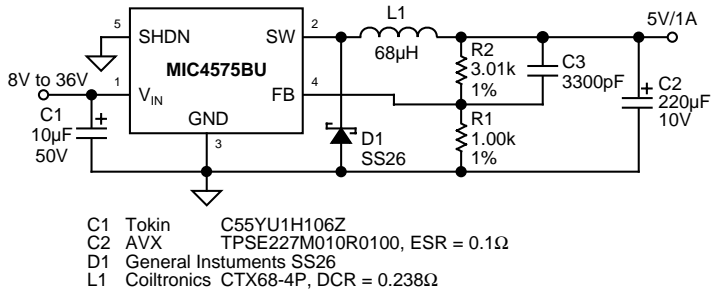 5
SHDN
SW
2
L1
68µH
5V/1A
MIC4575BU
8V to 36V
1
VIN
FB
4
R2
3.01k
1%
C3
3300pF
C2
220µF
10V
+
C1
10µF
50V
+
GND
3
D1
SS26
R1
1.00k
1%
C1 Tokin C55YU1H106Z
C2 AVX TPSE227M010R0100, ESR = 0.1Ω
D1 General Instuments SS26
L1 Coiltronics CTX68-4P, DCR = 0.238Ω